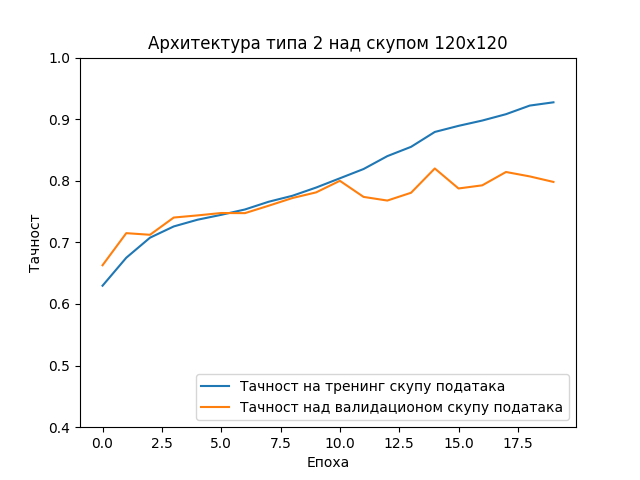 Архитектура типа 2 над скупом 120x120
1.0
0.9
0.8
0.7
0.6
0.5
0.4
Тачност
Тачност на тренинг скупу података
Тачност над валидационом скупу података
0.0 2.5 5.0 7.5 10.0 12.5 15.0 17.5
Епоха